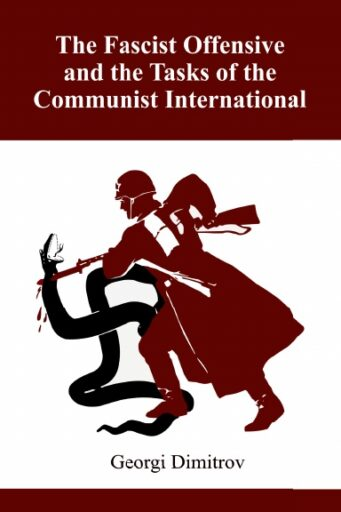 The Fascist Offensive
and the Tasks of the
Communist International
Georgi Dimitrov